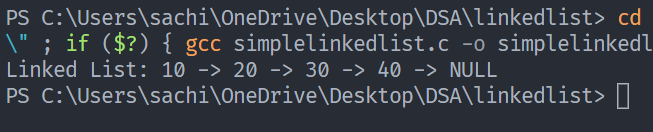 PS C:\Users\sachi\OneDrive\Desktop\DSA\linkedlist> cd
\" ; if ($?) { gcc simplelinkedlist.c -o simplelinkedl
Linked List: 10 -> 20 -> 30 -> 40 -> NULL
PS C:\Users\sachi\OneDrive\Desktop\DSA\linkedlist>